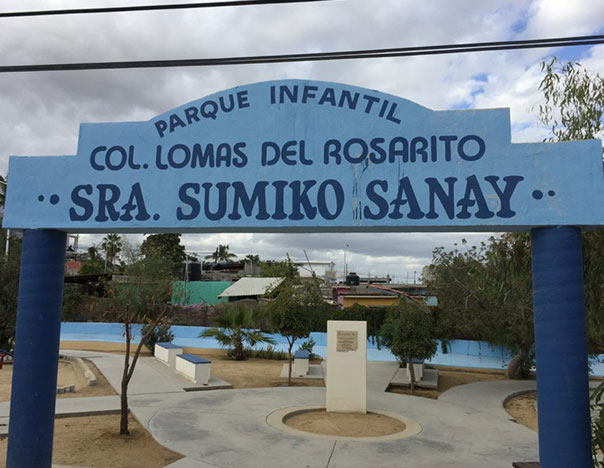 PARQUE INFANTIL
COL. LOMAS DEL ROSARITO
·· SRA. SUMIKO SANAY ··